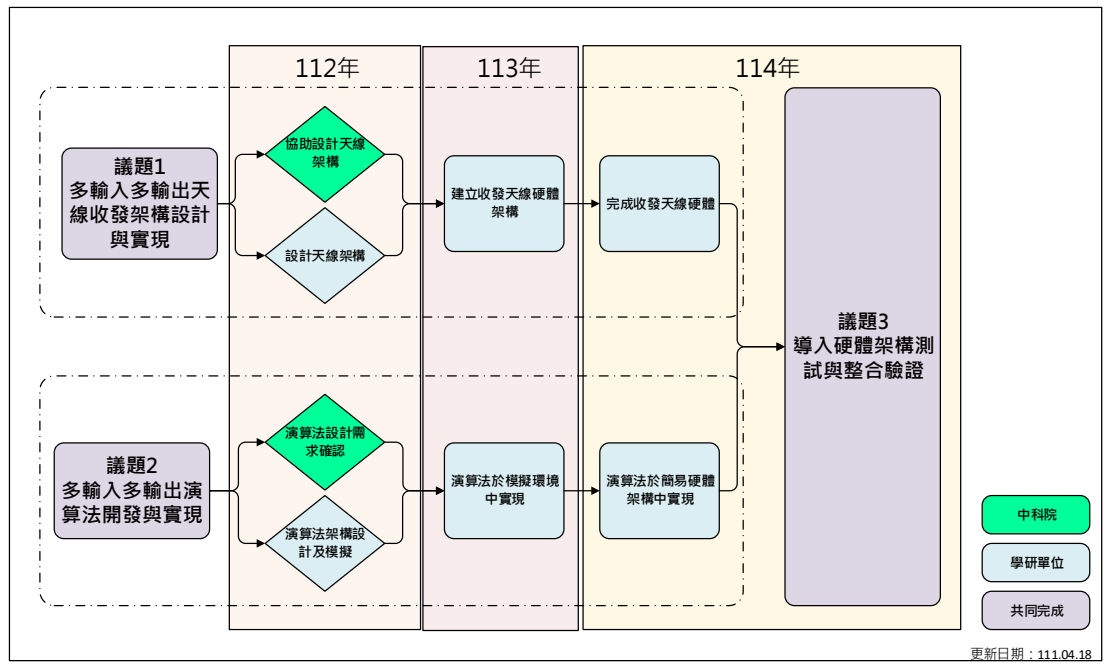 112年
113年
114年
議題1
多輸入多輸出天
線收發架構設計
與實現
協助設計天線
架構
設計天線架構
建立收發天線硬體
架構
完成收發天線硬體
議題3
導入硬體架構測
試與整合驗證
議題2
多輸入多輸出演
算法開發與實現
演算法設計需
求確認
演算法架構設
計及模擬
演算法於模擬環境
中實現
演算法於簡易硬體
架構中實現
中科院
學研單位
共同完成
更新日期：111.04.18